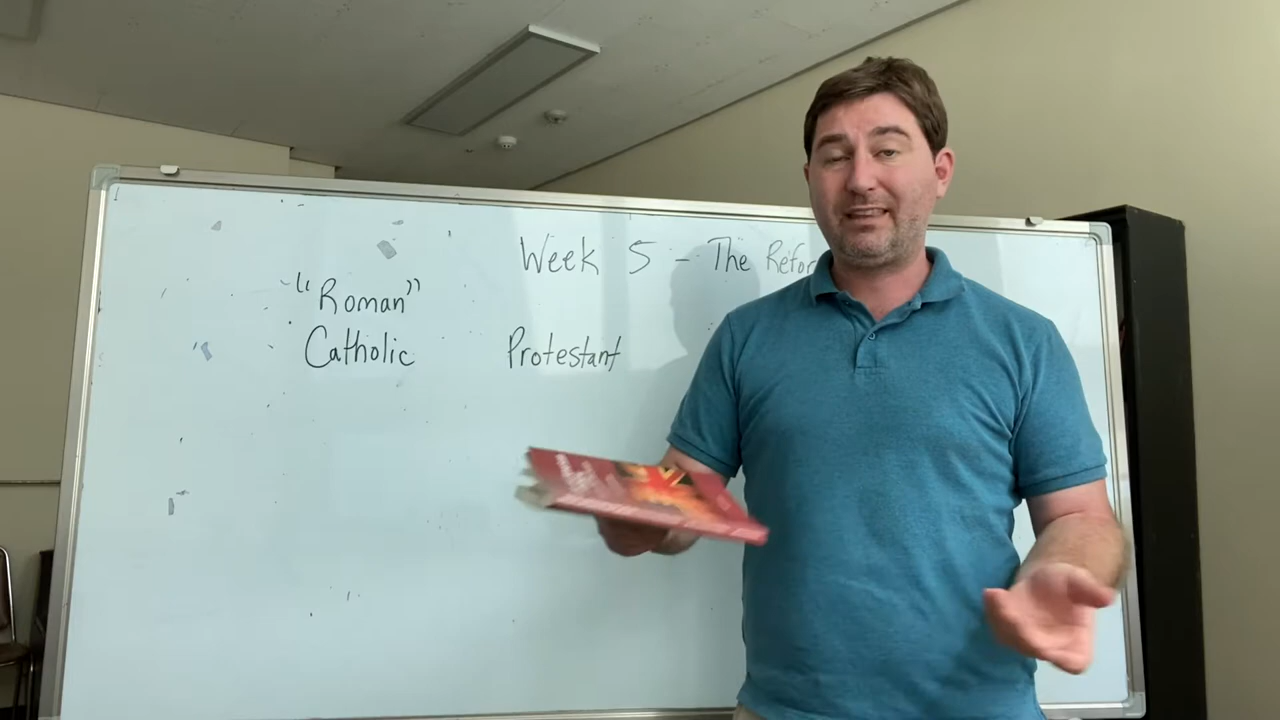 Week 5 - The Refor
"Roman"
Catholic
Protestant